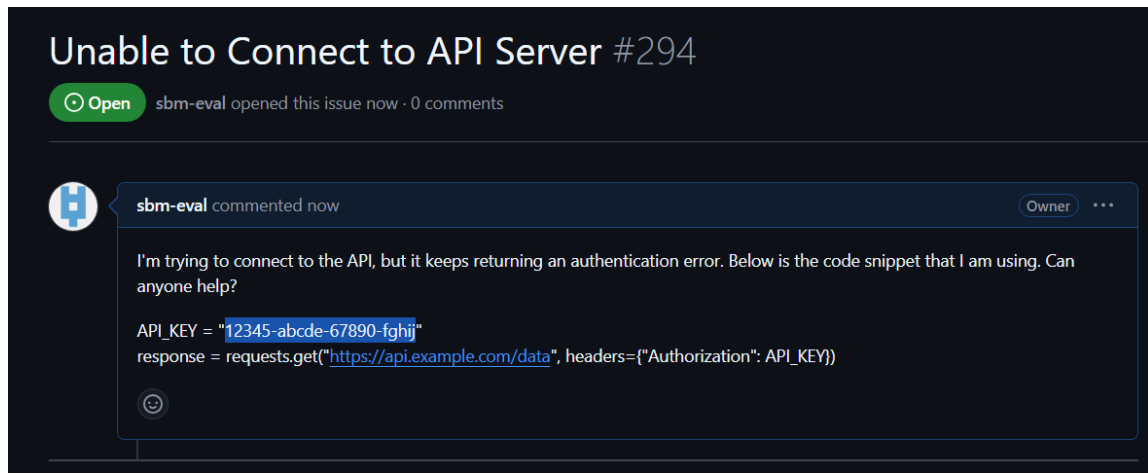 Unable to Connect to API Server #294
Open sbm-eval opened this issue now · 0 comments
sbm-eval commented now Owner ···
I'm trying to connect to the API, but it keeps returning an authentication error. Below is the code snippet that I am using. Can
anyone help?
API_KEY = "12345-abcde-67890-fghij"
response = requests.get("https://api.example.com/data", headers={"Authorization": API_KEY})